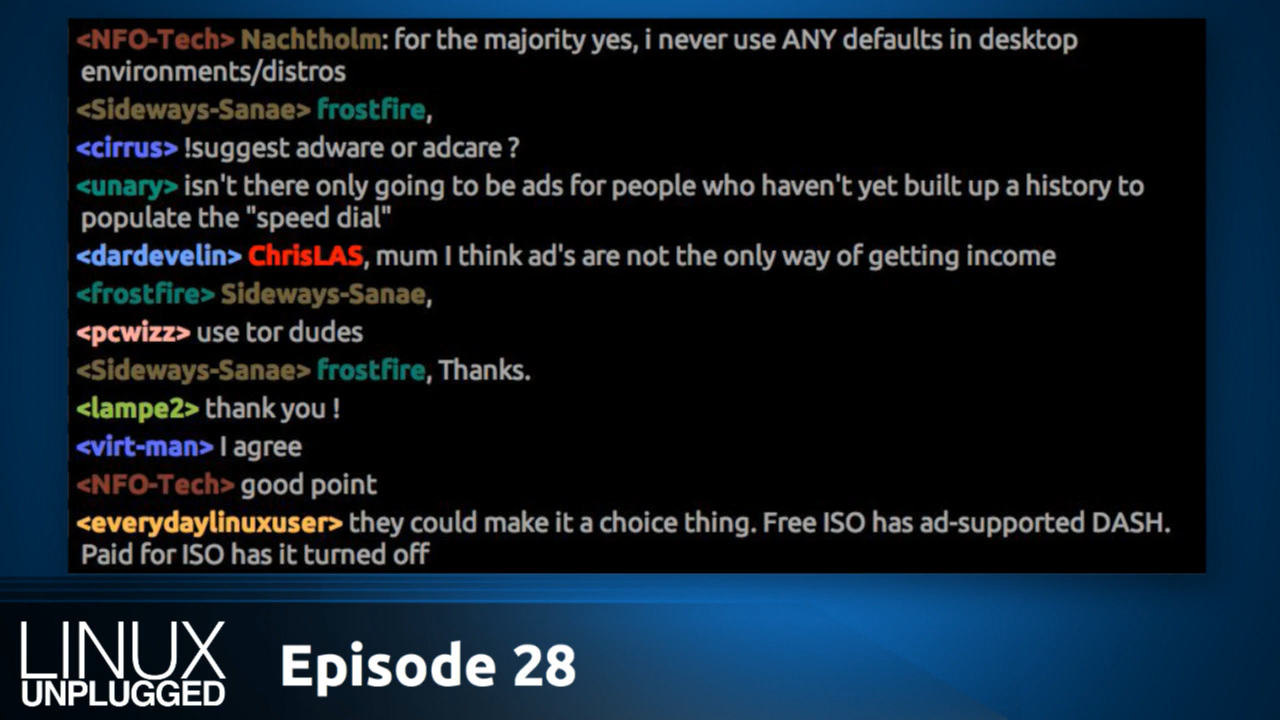 <NFO-Tech> Nachtholm: for the majority yes, i never use ANY defaults in desktop
environments/distros
<Sideways-Sanae> frostfire,
<cirrus> !suggest adware or adcare ?
<unary> isn't there only going to be ads for people who haven't yet built up a history to
populate the "speed dial"
<dardevelin> ChrisLAS, mum I think ad's are not the only way of getting income
<frostfire> Sideways-Sanae,
<pcwizz> use tor dudes
<Sideways-Sanae> frostfire, Thanks.
<lampe2> thank you !
<virt-man> I agree
<NFO-Tech> good point
<everydaylinuxuser> they could make it a choice thing. Free ISO has ad-supported DASH.
Paid for ISO has it turned off
LINUX
UNPLUGGED
Episode 28